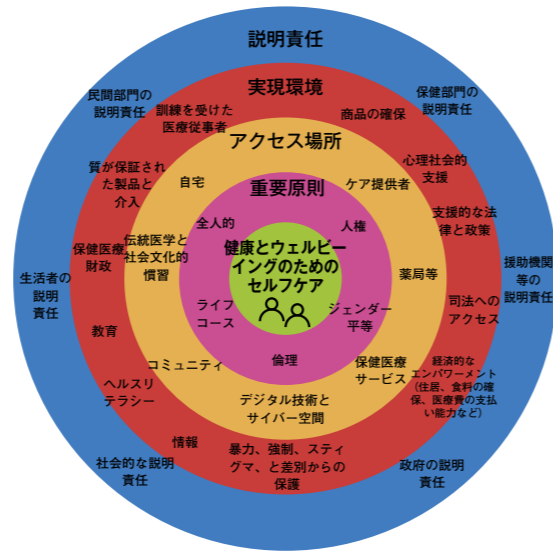 説明責任
民間部門の
説明責任
保健部門の
説明責任
実現環境
訓練を受けた
医療従事者
商品の確保
アクセス場所
質が保証され
た製品と
介入
自宅
重要原則
ケア提供者
心理社会的
支援
全人的
人権
支援的な法
律と政策
伝統医学と
社会文化的
慣習
保健医療
財政
健康とウェルビー
イングのための
セルフケア
薬局等
援助機関
等の
説明責任
生活者の
説明
責任
ライフ
コース
ジェンダー
平等
司法への
アクセス
教育
コミュニティ
倫理
保健医療
サービス
経済的な
エンパワーメント
(住居、食料の確
保、医療費の支払
い能力など)
ヘルスリ
テラシー
デジタル技術と
サイバー空間
情報
暴力、強制、スティ
グマ、と差別からの
保護
社会的な説明
責任
政府の説明
責任